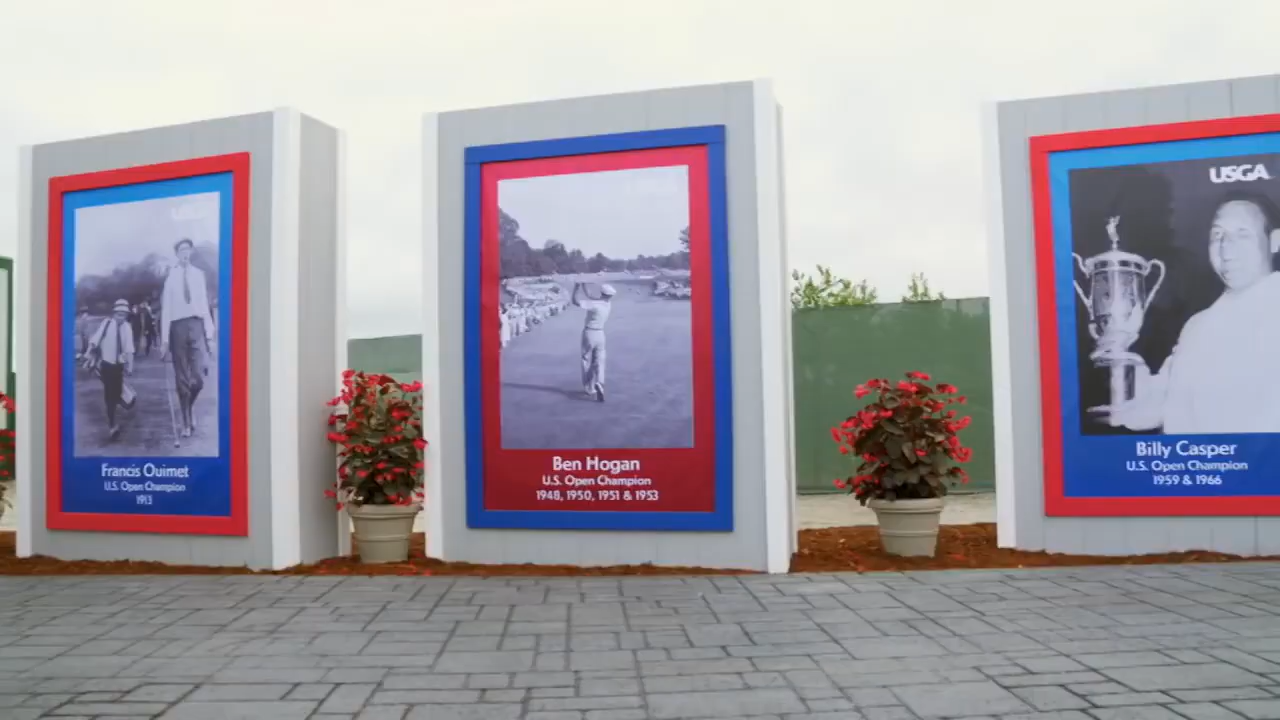 Francis Ouimet
U.S. Open Champion
1913
USGA
Ben Hogan
U.S. Open Champion
1948, 1950, 1951 & 1953
USGA
Billy Casper
U.S. Open Champion
1959 & 1966